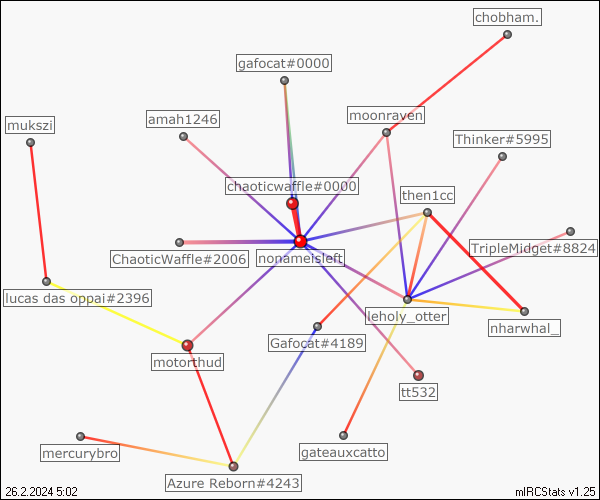 chobham.
gafocat#0000
moonraven
amah1246
mukszi
Thinker#5995
chaoticwaffle#0000
then1cc
TripleMidget#8824
ChaoticWaffle#2006
nonameisleft
lucas das oppai#2396
leholy_otter
nharwhal_
Gafocat#4189
motorthud
tt532
mercurybro
gateauxcatto
Azure Reborn#4243
26.2.2024 5:02
mIRCStats v1.25